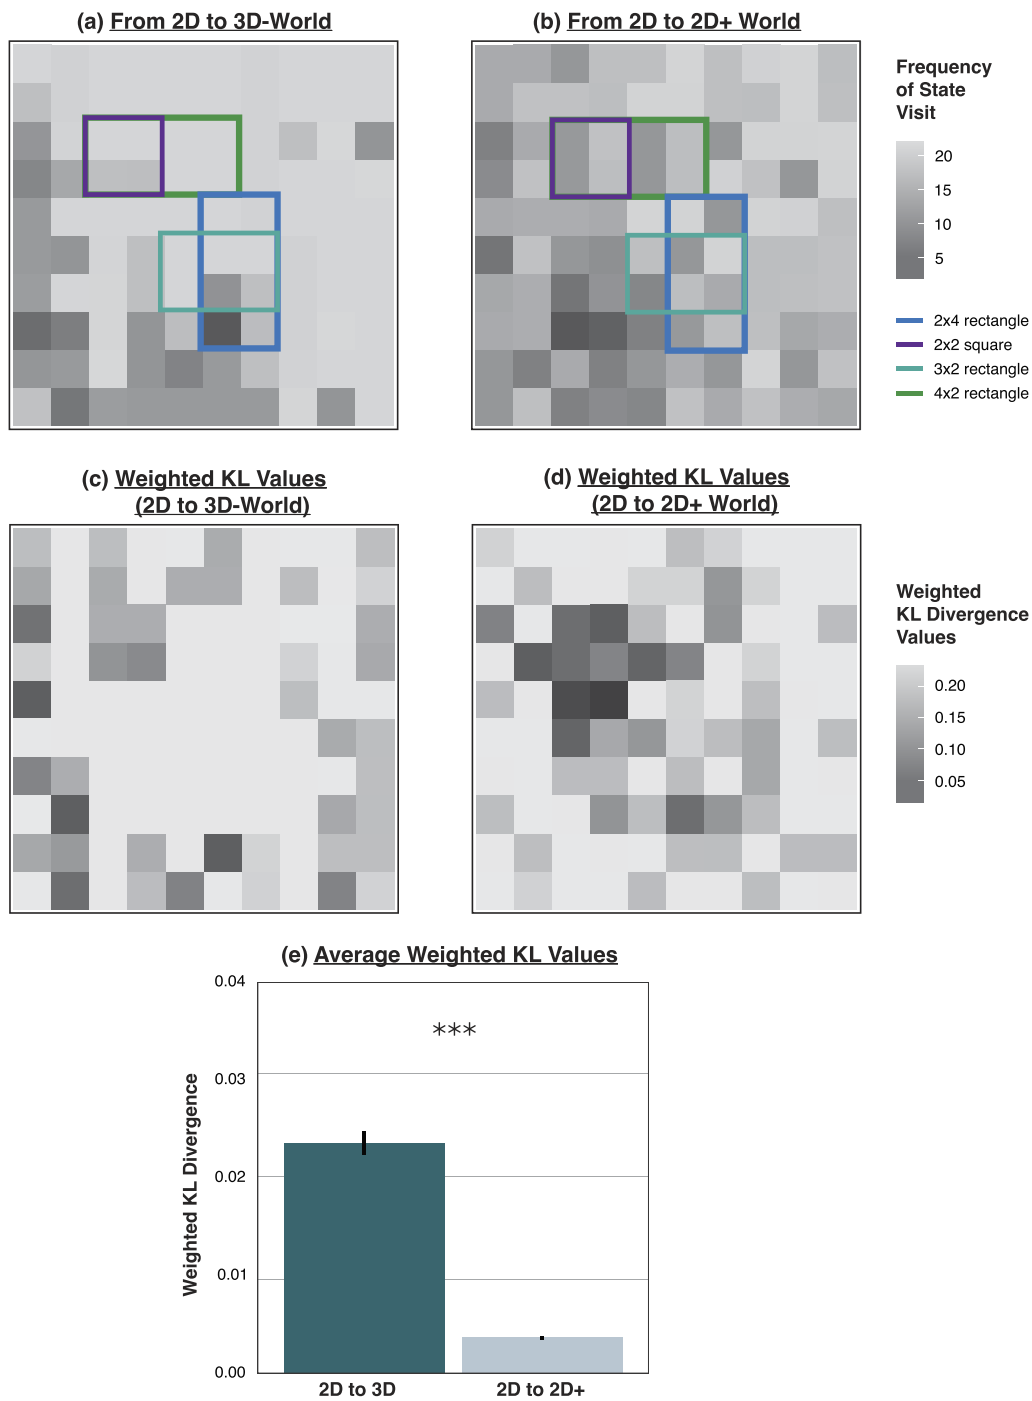 (a) From 2D to 3D-World
(b) From 2D to 2D+ World
Frequency
of State
Visit
20
15
10
5
2x4 rectangle
2x2 square
3x2 rectangle
4x2 rectangle
(c) Weighted KL Values
(2D to 3D-World)
(d) Weighted KL Values
(2D to 2D+ World)
Weighted
KL Divergence
Values
0.20
0.15
0.10
0.05
(e) Average Weighted KL Values
Weighted KL Divergence
0.04
0.03
0.02
0.01
0.00
***
2D to 3D
2D to 2D+